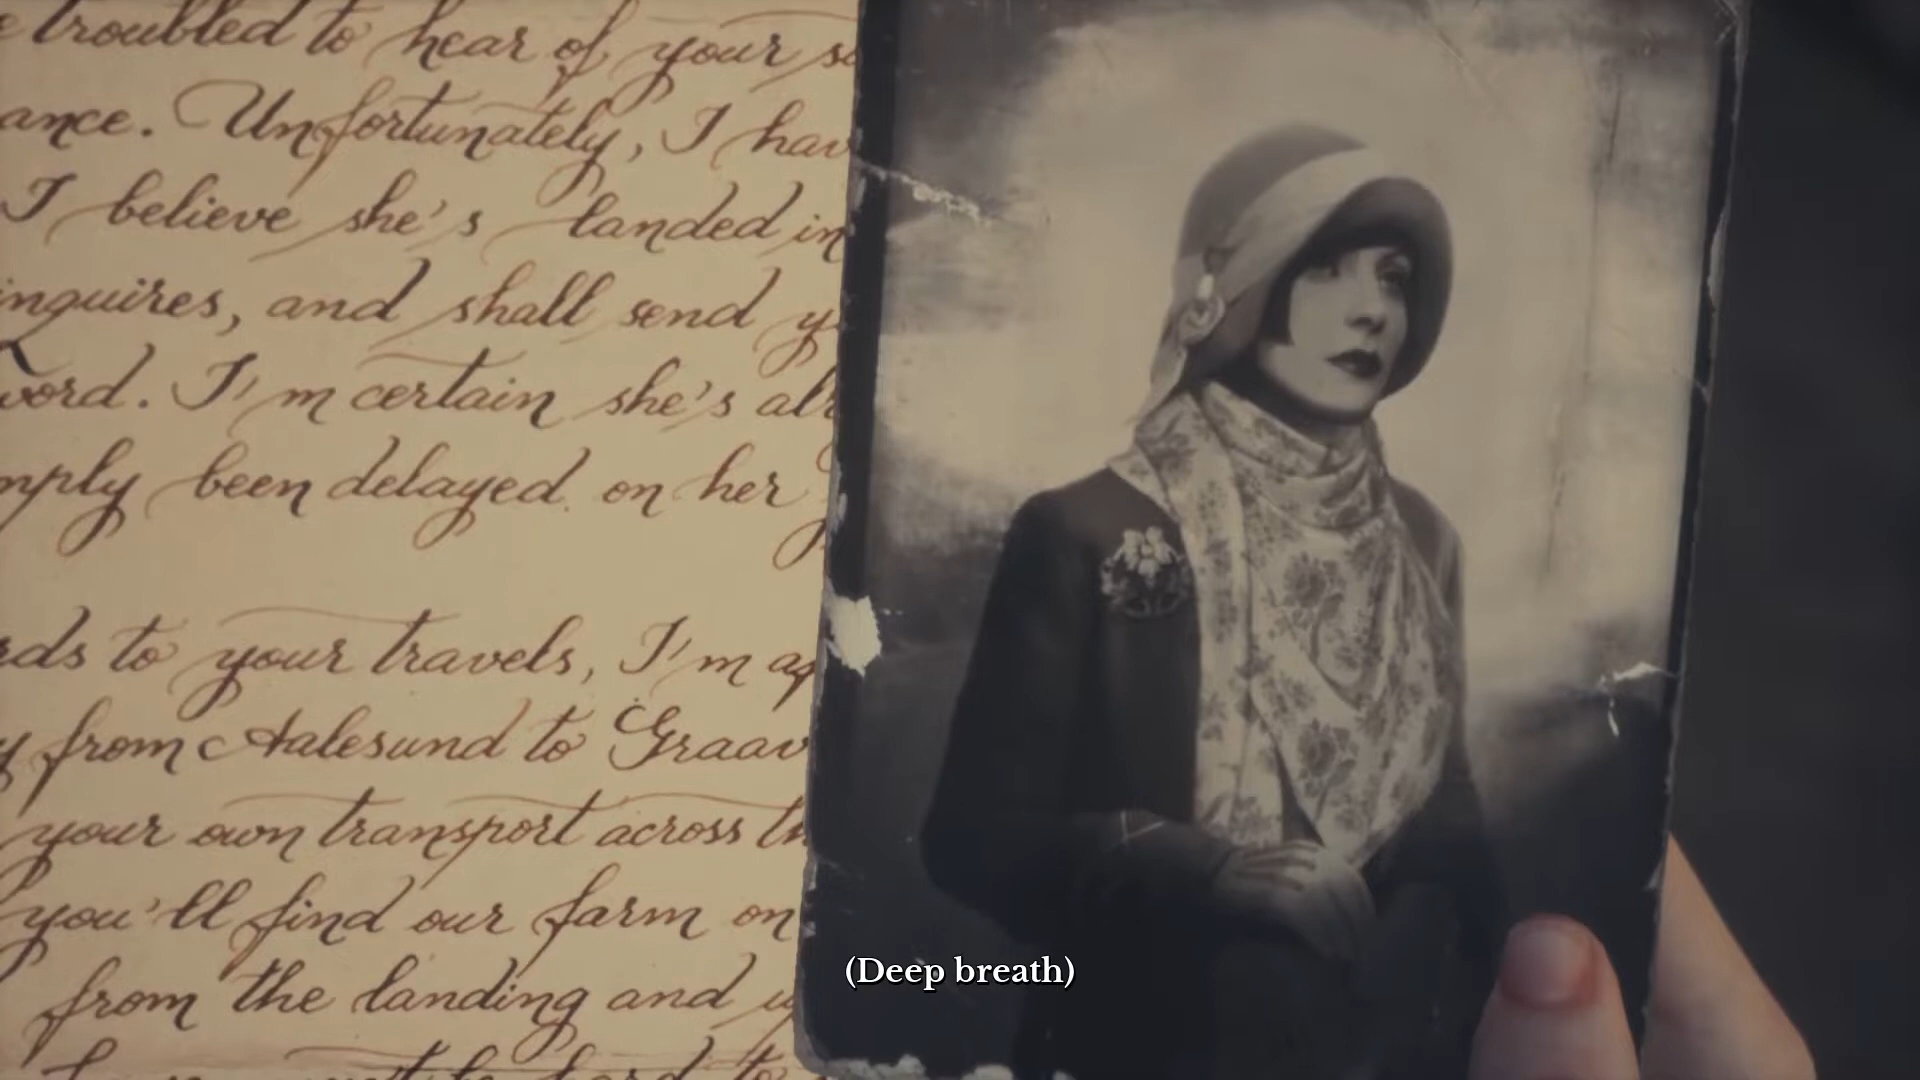 troubled to hear of your
ance. Unfortunately, I hav
I believe she's landed in
inquires, and shall send y
word. I'm certain she's al
mply been delayed on her
rds to your travels, I'm
y from Aalesund to Graav
your own transport across th
you'll find our farm on
from the landing and
(Deep breath)